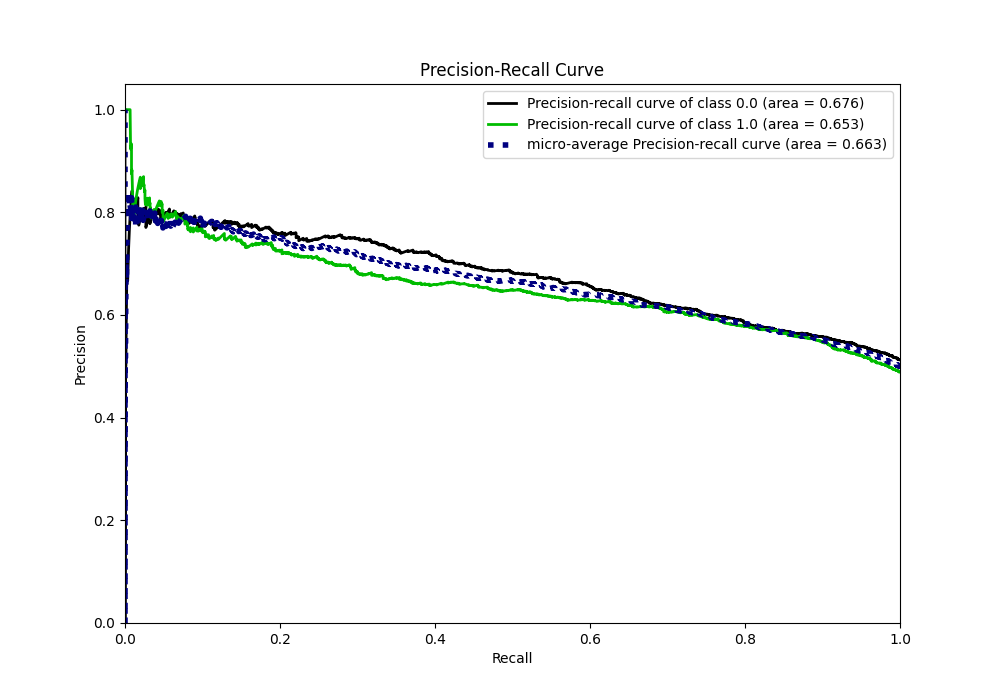 Precision-Recall Curve
Precision-recall curve of class 0.0 (area = 0.676)
Precision-recall curve of class 1.0 (area = 0.653)
micro-average Precision-recall curve (area = 0.663)
1.0
0.8
0.6
0.4
0.2
0.0
Precision
0.0 0.2 0.4 0.6 0.8 1.0
Recall